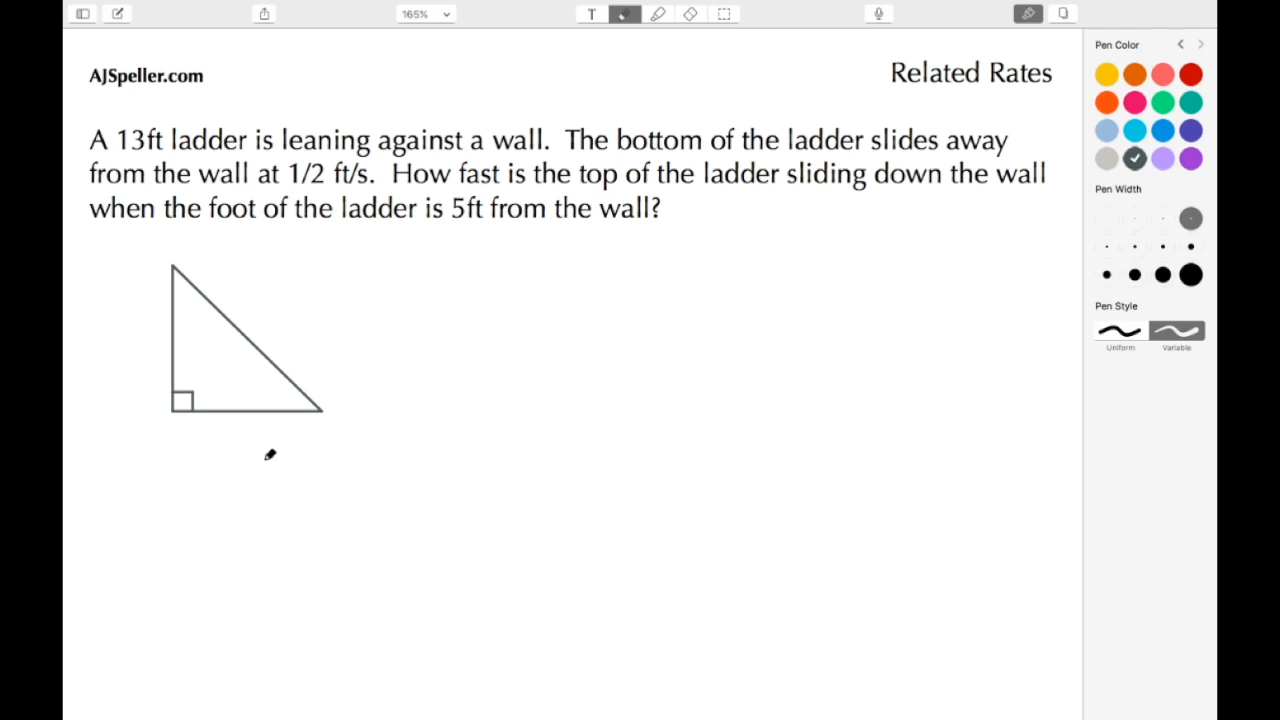 165%
T
Pen Color
AJSpeller.com
Related Rates
A 13ft ladder is leaning against a wall.  The bottom of the ladder slides away
from the wall at 1/2 ft/s.  How fast is the top of the ladder sliding down the wall
when the foot of the ladder is 5ft from the wall?
Pen Width
Pen Style
Uniform
Variable